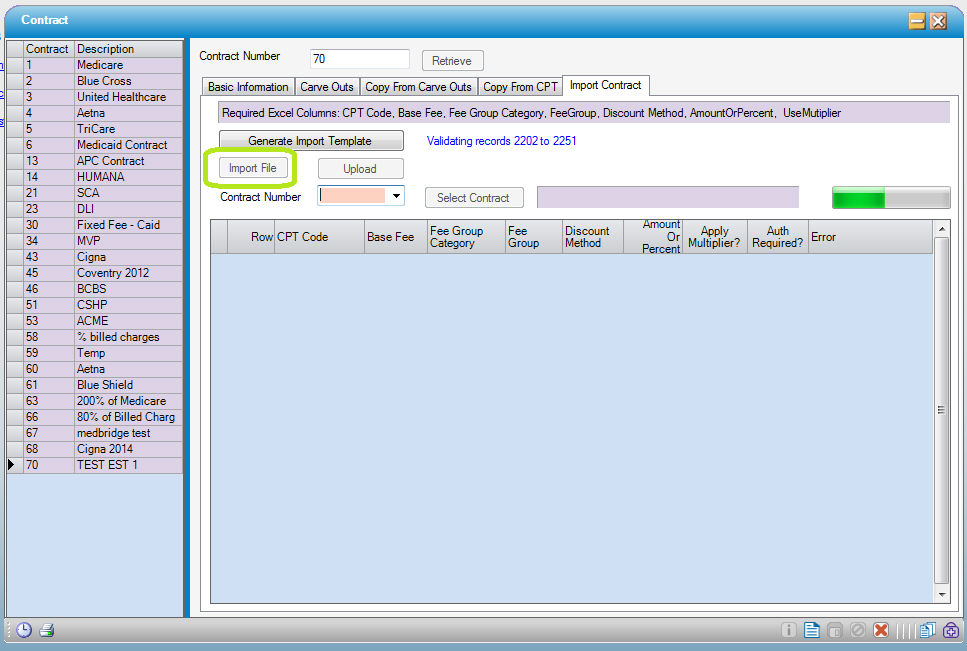 Contract
Contract Description
1 Medicare
2 Blue Cross
3 United Healthcare
4 Aetna
5 TriCare
6 Medicaid Contract
13 APC Contract
14 HUMANA
21 SCA
23 DLI
30 Fixed Fee - Caid
34 MVP
43 Cigna
45 Coventry 2012
46 BCBS
51 CSHP
53 ACME
58 % billed charges
59 Temp
60 Aetna
61 Blue Shield
63 200% of Medicare
66 80% of Billed Charg
67 medbridge test
68 Cigna 2014
70 TEST EST 1
Contract Number 70 Retrieve
Basic Information Carve Outs Copy From Carve Outs Copy From CPT Import Contract
Required Excel Columns: CPT Code, Base Fee, Fee Group Category, FeeGroup, Discount Method, AmountOrPercent, UseMutiplier
Generate Import Template Validating records 2202 to 2251
Import File Upload
Contract Number Select Contract
Row CPT Code Base Fee Fee Group Category Fee Group Discount Method Amount Or Percent Apply Multiplier? Auth Required? Error